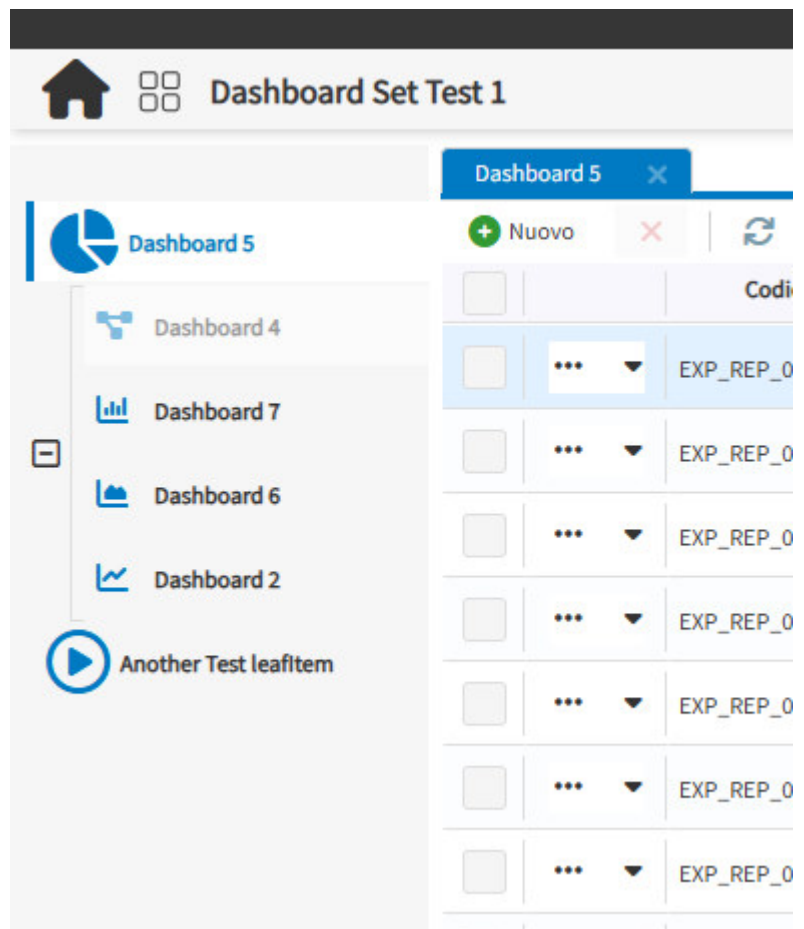 Dashboard Set Test 1
Dashboard 5
Dashboard 4
Dashboard 7
Dashboard 6
Dashboard 2
Another Test leafItem
Dashboard 5
Nuovo
Codi
EXP_REP_0
EXP_REP_0
EXP_REP_0
EXP_REP_0
EXP_REP_0
EXP_REP_0
EXP_REP_0